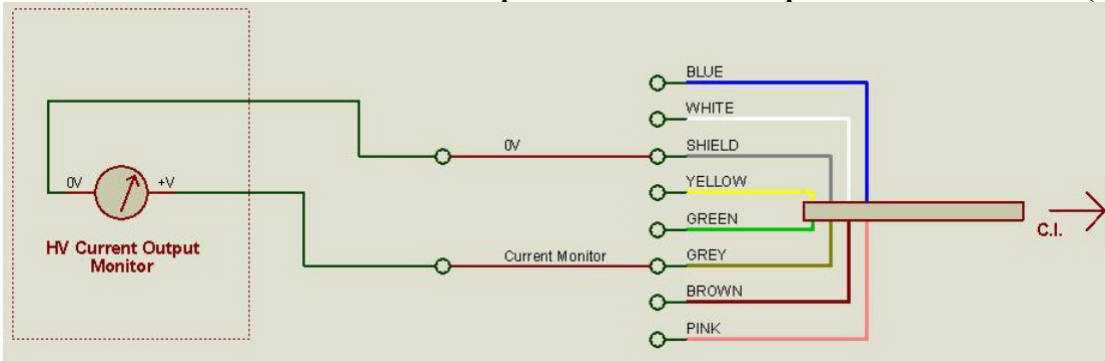 BLUE
WHITE
0V
SHIELD
0V
+V
YELLOW
GREEN
C.I.
HV Current Output
Monitor
Current Monitor
GREY
BROWN
PINK